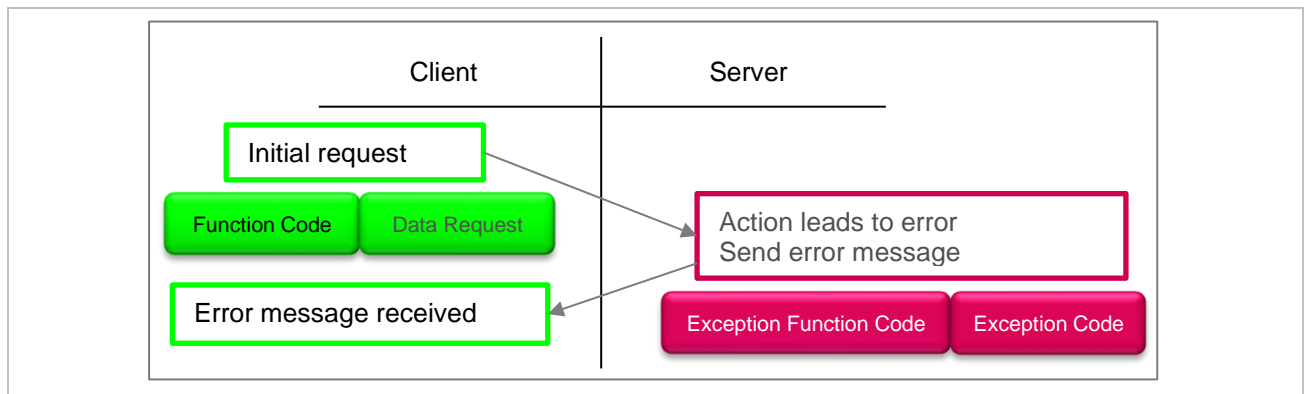 Client
Server
Initial request
Function Code
Data Request
Action leads to error
Send error message
Error message received
Exception Function Code
Exception Code